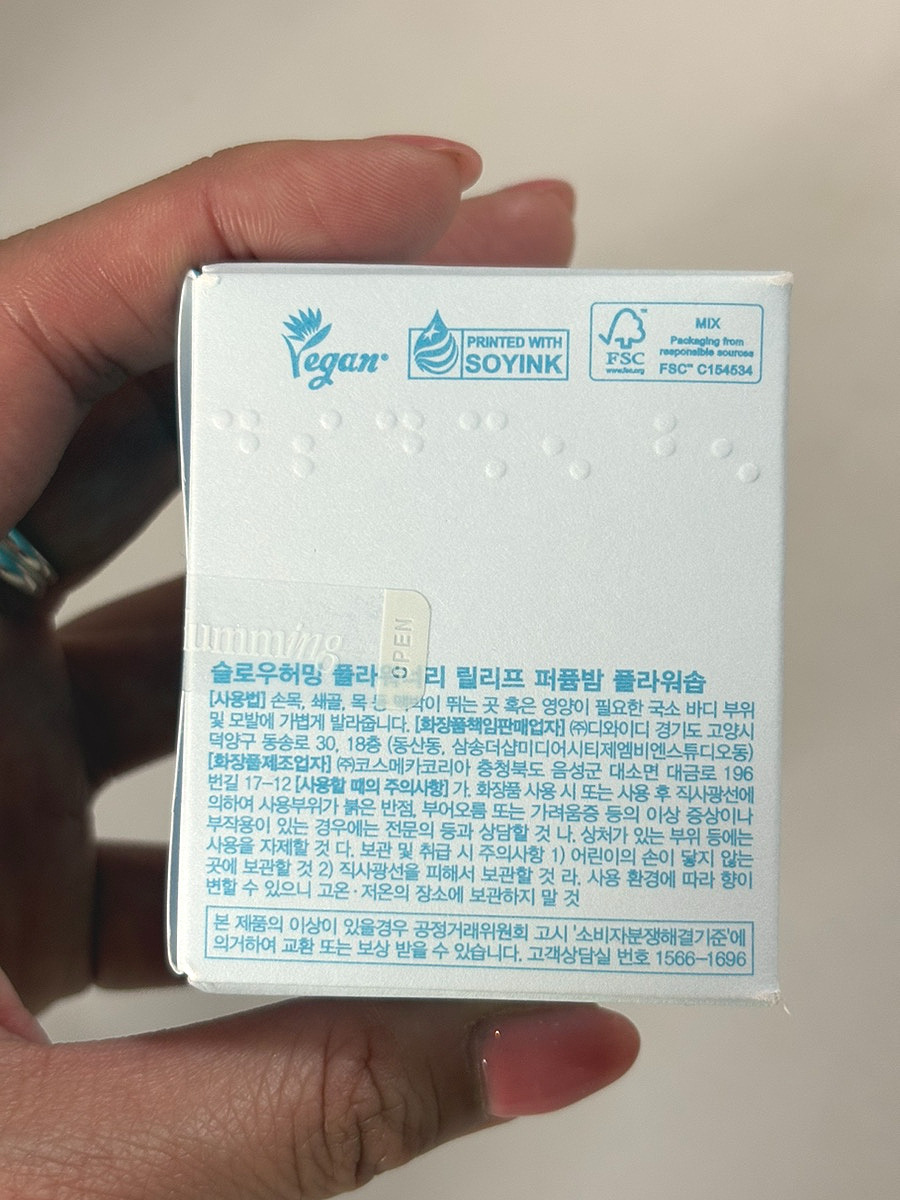 Vegan
PRINTED WITH
SOYINK
FSC™
www.fsc.org
MIX
Packaging from
responsible sources
FSC™ C154534
umming
OPEN
슬로우허밍 릴리프 퍼퓸밤 플라워솝
[사용법] 손목, 쇄골, 목 등 맥박이 뛰는 곳 혹은 영양이 필요한 국소 바디 부위
및 모발에 가볍게 발라줍니다. [화장품책임판매업자] ㈜디와이디 경기도 고양시
덕양구 동송로 30, 18층 (동산동, 삼송더샵미디어시티제엠비엔스튜디오동)
[화장품제조업자] ㈜코스메카코리아 충청북도 음성군 대소면 대금로 196
번길 17-12 [사용할 때의 주의사항] 가. 화장품 사용 시 또는 사용 후 직사광선에
의하여 사용부위가 붉은 반점, 부어오름 또는 가려움증 등의 이상 증상이나
부작용이 있는 경우에는 전문의 등과 상담할 것 나. 상처가 있는 부위 등에는
사용을 자제할 것 다. 보관 및 취급 시 주의사항 1) 어린이의 손이 닿지 않는
곳에 보관할 것 2) 직사광선을 피해서 보관할 것 라. 사용 환경에 따라 향이
변할 수 있으니 고온·저온의 장소에 보관하지 말 것
본 제품의 이상이 있을경우 공정거래위원회 고시 '소비자분쟁해결기준'에
의거하여 교환 또는 보상 받을 수 있습니다. 고객상담실 번호 1566-1696